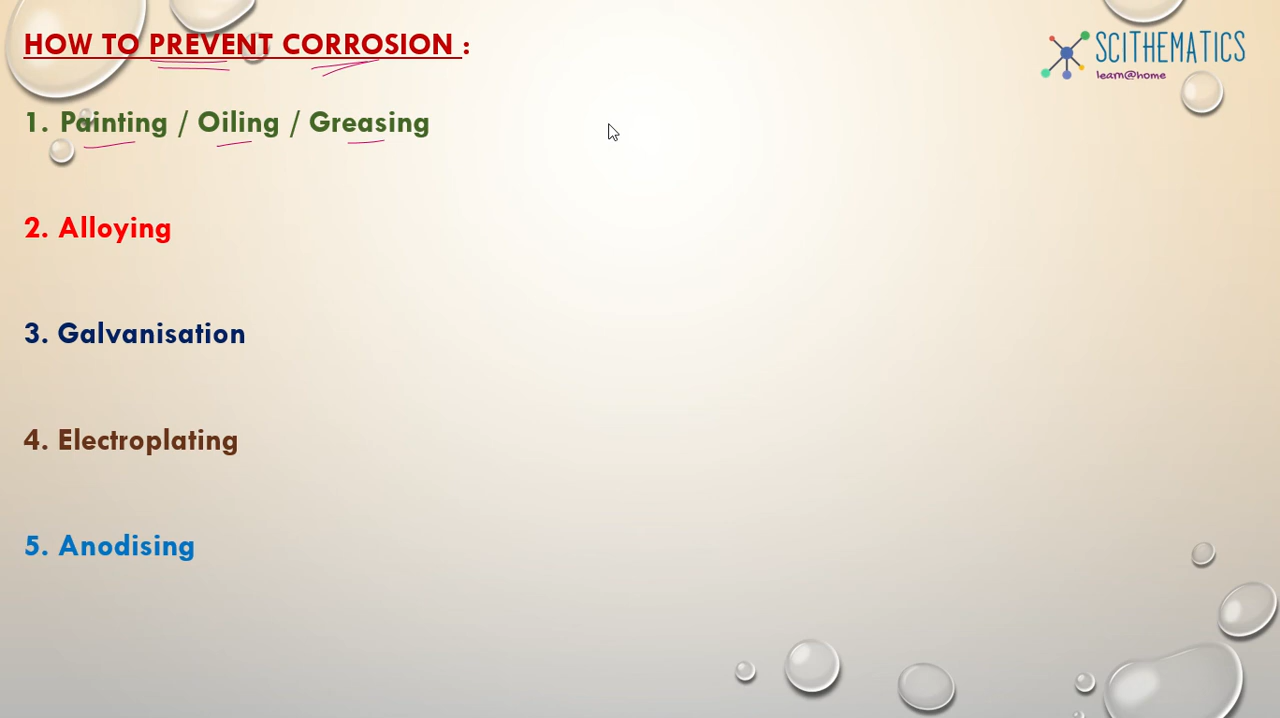 HOW TO PREVENT CORROSION :
SCITHEMATICS
learn@home
1. Painting / Oiling / Greasing
2. Alloying
3. Galvanisation
4. Electroplating
5. Anodising